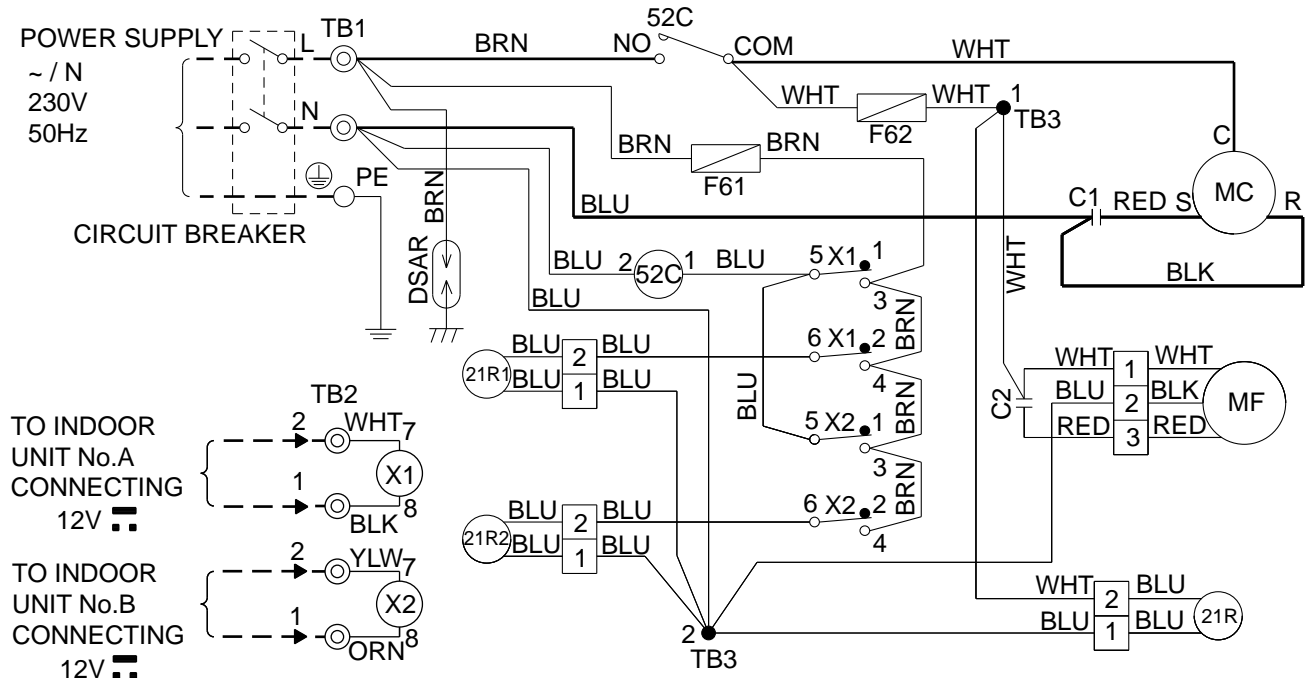 POWER SUPPLY
~ / N
230V
50Hz
L
TB1
BRN
NO
52C
COM
WHT
N
WHT
F62
WHT
1
TB3
BRN
F61
BRN
PE
CIRCUIT BREAKER
BRN
DSAR
BLU
C
MC
C1
RED
S
R
BLK
BLU
2
52C
1
BLU
5
X1
1
3
BLU
WHT
BRN
BLU
2
BLU
6
X1
2
4
21R1
BLU
1
BLU
BLU
BRN
WHT
1
WHT
BLU
2
BLK
MF
C2
RED
3
RED
5
X2
1
3
BRN
TB2
TO INDOOR
UNIT No.A
CONNECTING
12V
2
WHT
7
X1
1
BLK
8
BLU
2
BLU
6
X2
2
4
21R2
BLU
1
BLU
TO INDOOR
UNIT No.B
CONNECTING
12V
2
YLW
7
X2
1
ORN
8
2
TB3
WHT
2
BLU
21R
BLU
1
BLU